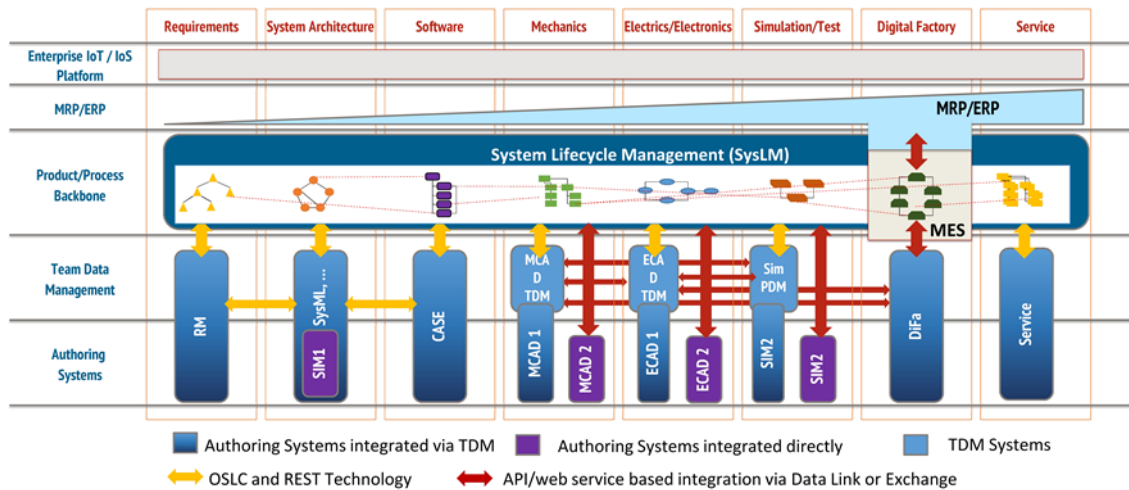 Requirements
System Architecture
Software
Mechanics
Electrics/Electronics
Simulation/Test
Digital Factory
Service
Enterprise IoT / IoS
Platform
MRP/ERP
MRP/ERP
System Lifecycle Management (SysLM)
Product/Process
Backbone
MES
Team Data
Management
RM
SysML, ...
SIM1
CASE
MCA
D
TDM
MCAD 1
MCAD 2
ECA
D
TDM
ECAD 1
ECAD 2
Sim
PDM
SIM2
SIM2
DiFa
Service
Authoring
Systems
Authoring Systems integrated via TDM
Authoring Systems integrated directly
TDM Systems
OSLC and REST Technology
API/web service based integration via Data Link or Exchange